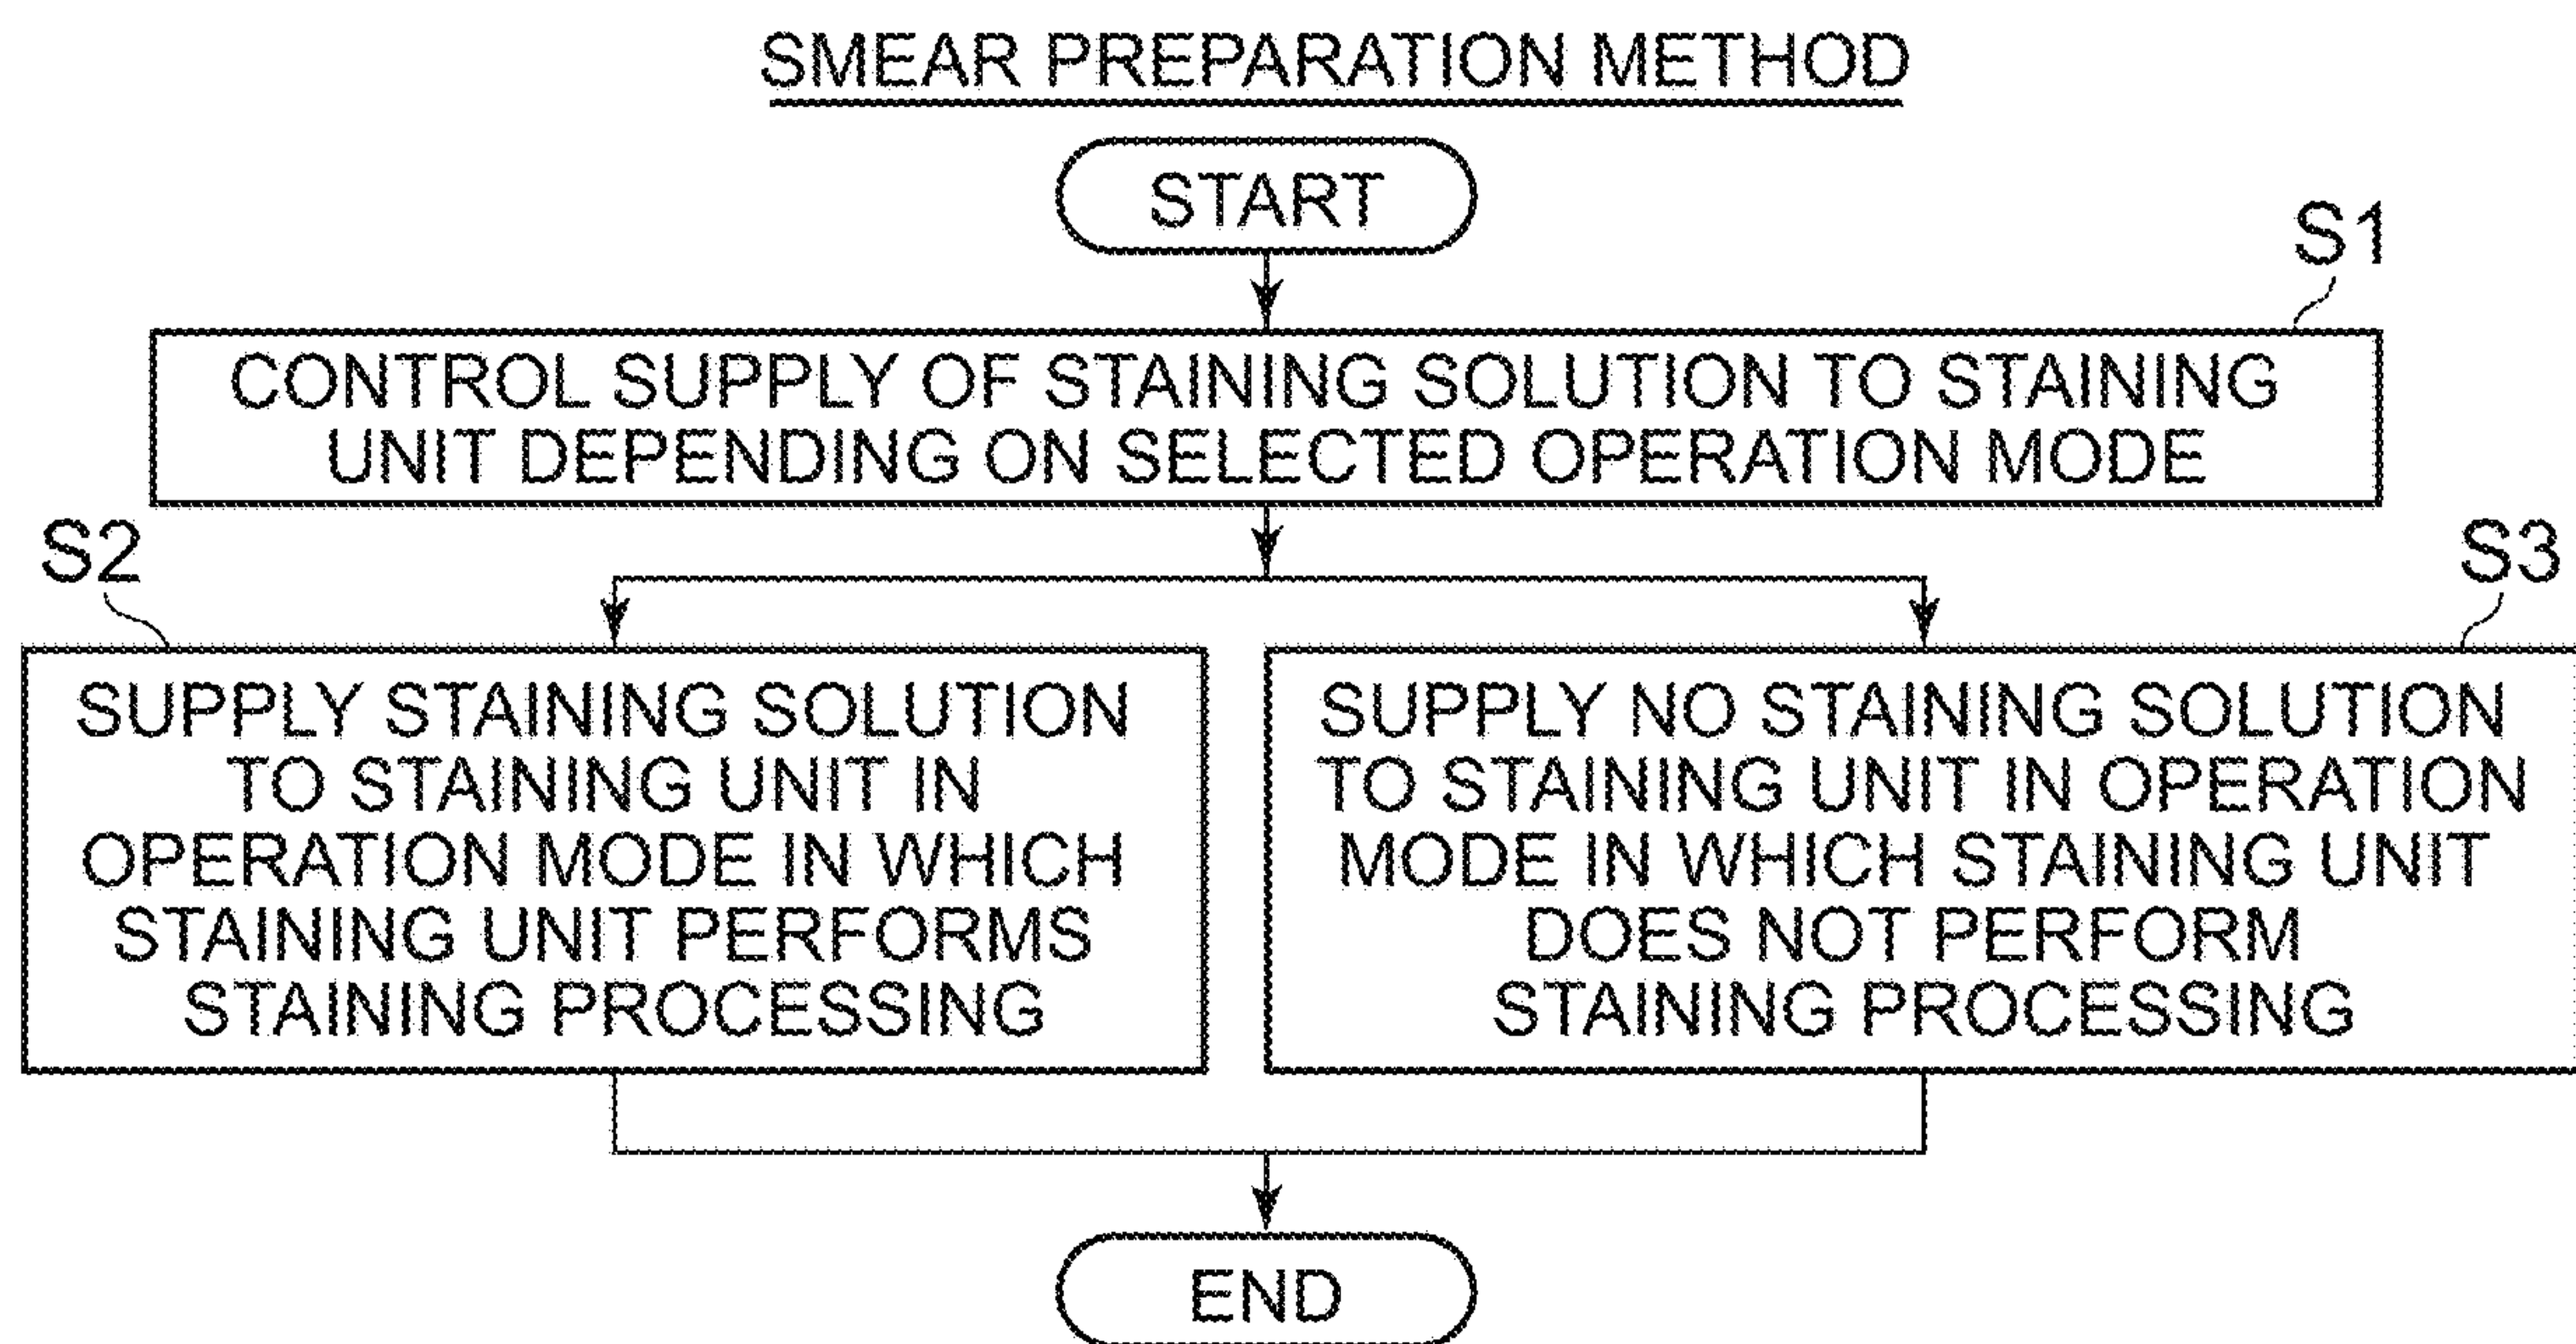 SMEAR PREPARATION METHOD
START
S1
CONTROL SUPPLY OF STAINING SOLUTION TO STAINING
UNIT DEPENDING ON SELECTED OPERATION MODE
S2
SUPPLY STAINING SOLUTION
TO STAINING UNIT IN
OPERATION MODE IN WHICH
STAINING UNIT PERFORMS
STAINING PROCESSING
S3
SUPPLY NO STAINING SOLUTION
TO STAINING UNIT IN OPERATION
MODE IN WHICH STAINING UNIT
DOES NOT PERFORM
STAINING PROCESSING
END